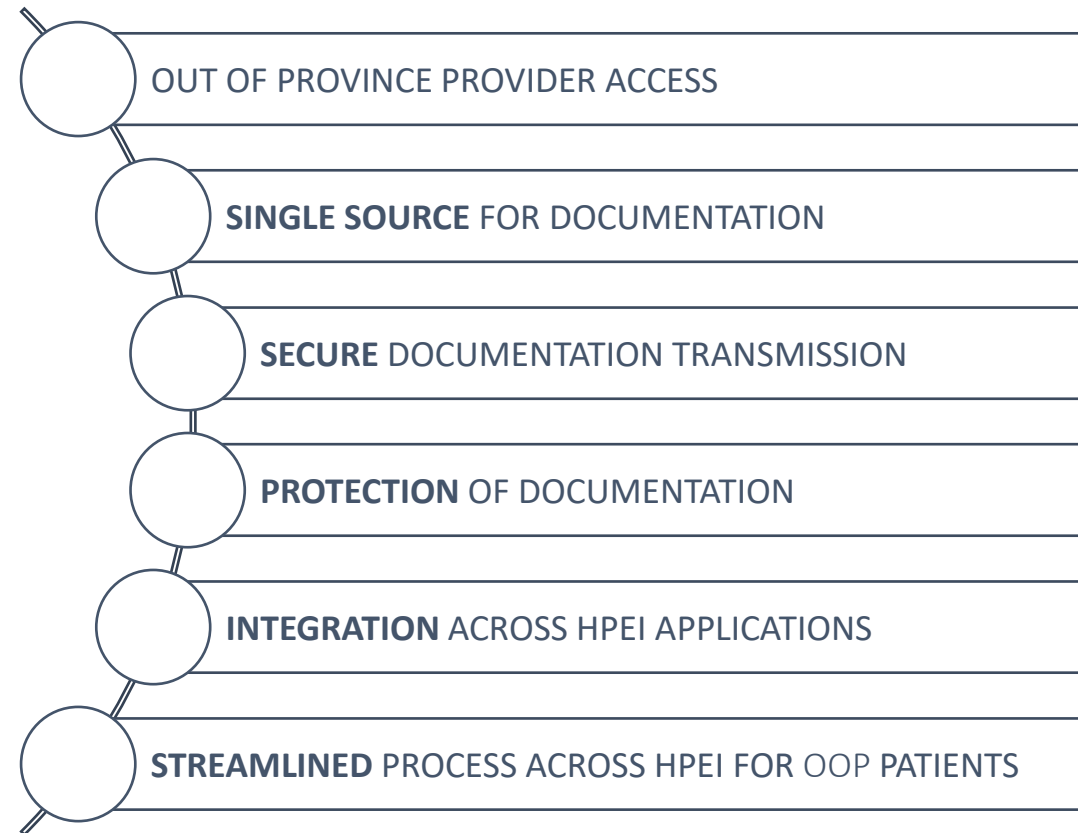 OUT OF PROVINCE PROVIDER ACCESS
SINGLE SOURCE FOR DOCUMENTATION
SECURE DOCUMENTATION TRANSMISSION
PROTECTION OF DOCUMENTATION
INTEGRATION ACROSS HPEI APPLICATIONS
STREAMLINED PROCESS ACROSS HPEI FOR OOP PATIENTS